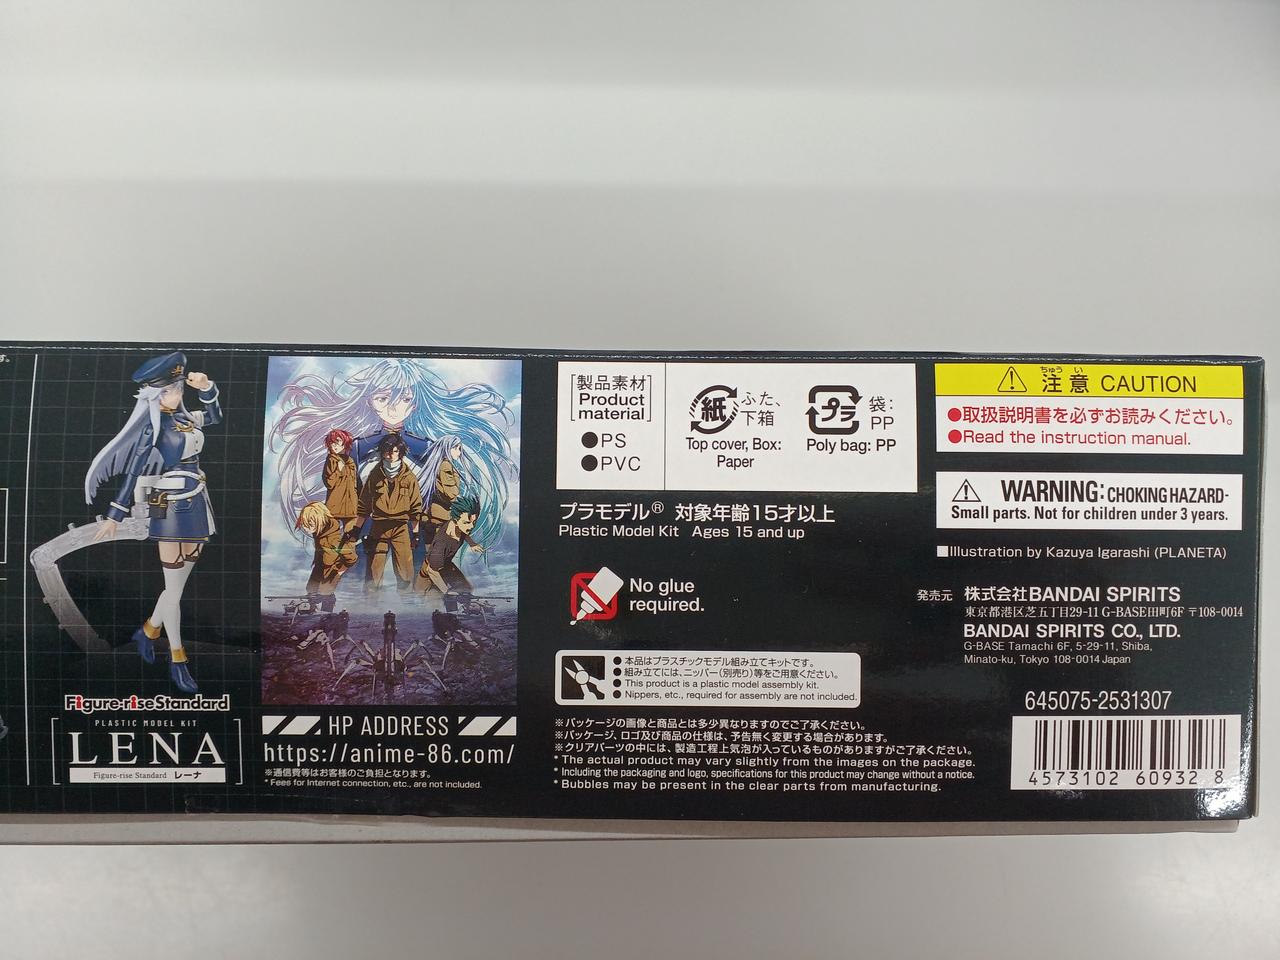 す。
Figure-riseStandard
PLASTIC MODEL KIT
LENA
Figure-rise Standard レーナ
HP ADDRESS
https://anime-86.com/
※通信費等はお客様のご負担となります。
* Fees for Internet connection, etc., are not included.
[製品素材]
[Product
material]
●PS
●PVC
紙
ふた、
下箱
Top cover, Box:
Paper
プラ
袋:
PP
Poly bag: PP
プラモデル® 対象年齢15才以上
Plastic Model Kit Ages 15 and up
No glue
required.
●本品はプラスチックモデル組み立てキットです。
●組み立てには、ニッパー(別売り)等をご用意ください。
●This product is a plastic model assembly kit.
●Nippers, etc., required for assembly are not included.
※パッケージの画像と商品とは多少異なりますのでご了承ください。
※パッケージ、ロゴ及び商品の仕様は、予告無く変更する場合があります。
※クリアパーツの中には、製造工程上気泡が入っているものがありますがご了承ください。
* The actual product may vary slightly from the images on the package.
* Including the packaging and logo, specifications for this product may change without a notice.
* Bubbles may be present in the clear parts from manufacturing.
ちゅう い
注意 CAUTION
●取扱説明書を必ずお読みください。
●Read the instruction manual.
WARNING: CHOKING HAZARD-
Small parts. Not for children under 3 years.
■Illustration by Kazuya Igarashi (PLANETA)
発売元 株式会社BANDAI SPIRITS
東京都港区芝五丁目29-11 G-BASE田町6F 〒108-0014
BANDAI SPIRITS CO., LTD.
G-BASE Tamachi 6F, 5-29-11, Shiba,
Minato-ku, Tokyo 108-0014 Japan
645075-2531307
4573102 60932 8